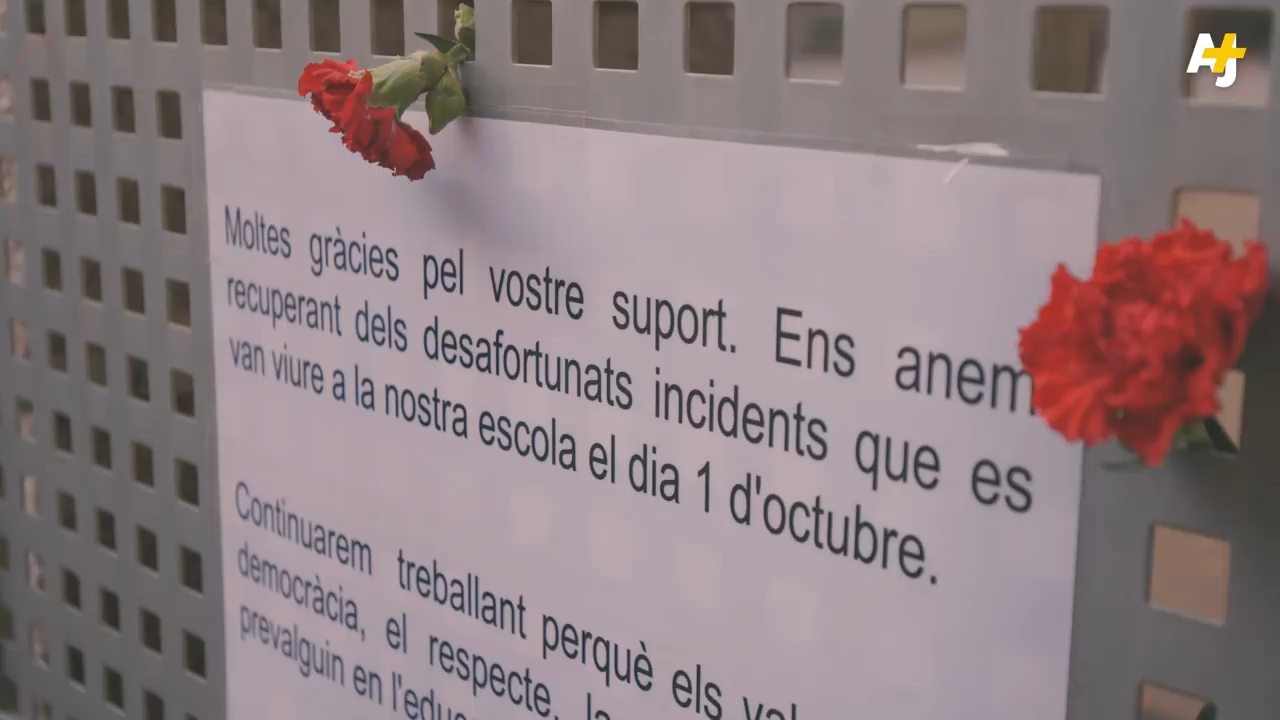 AJ+
Moltes gràcies pel vostre suport. Ens anem
recuperant dels desafortunats incidents que es
van viure a la nostra escola el dia 1 d'octubre.
Continuarem treballant perquè els
democràcia, el respecte,
prevalguin en